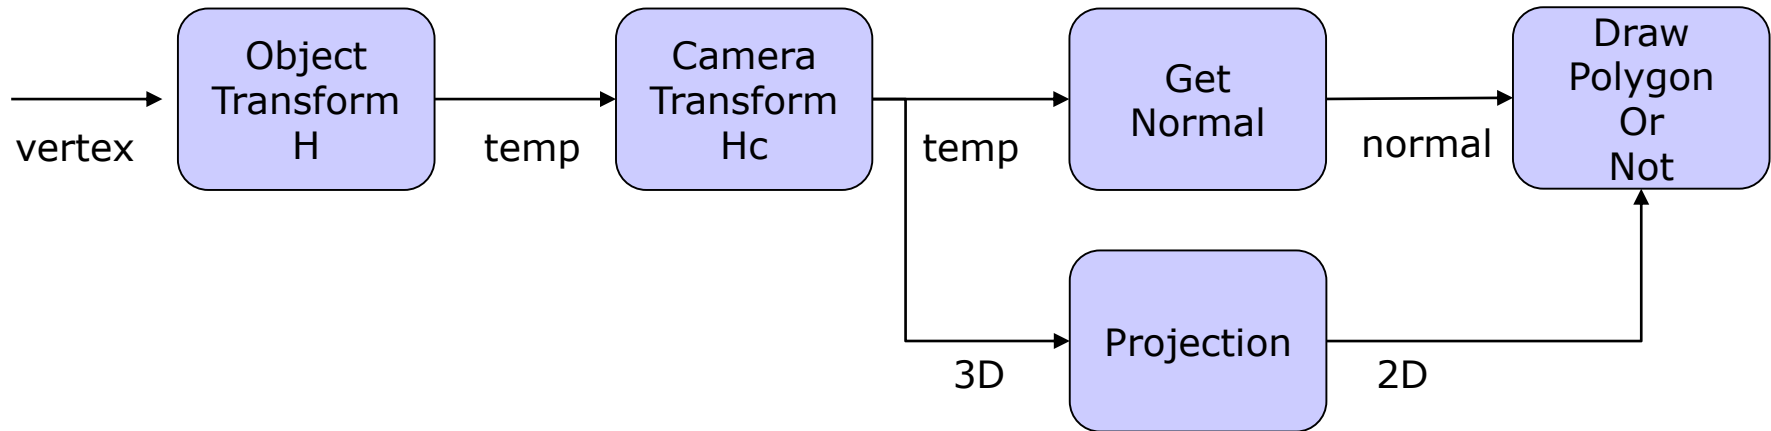 vertex
Object
Transform
H
temp
Camera
Transform
Hc
temp
Get
Normal
normal
Draw
Polygon
Or
Not
3D
Projection
2D